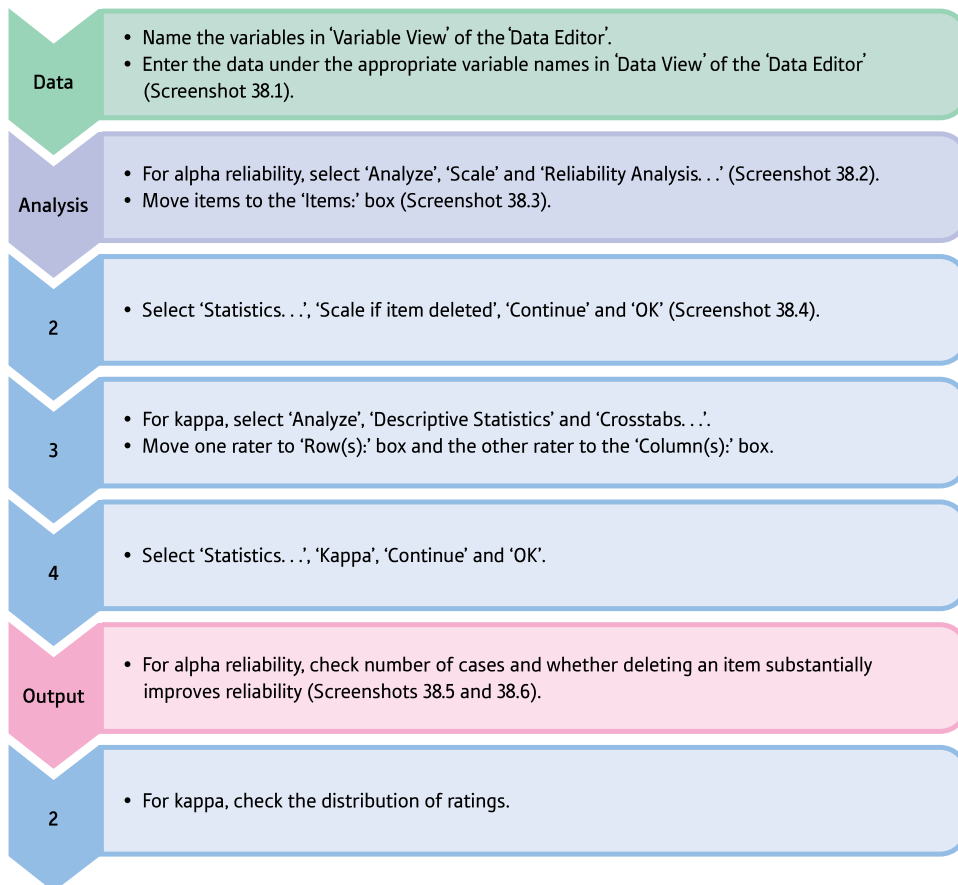 Data
• Name the variables in ‘Variable View’ of the ‘Data Editor’.
• Enter the data under the appropriate variable names in ‘Data View’ of the ‘Data Editor’
(Screenshot 38.1).
Analysis
• For alpha reliability, select ‘Analyze’, ‘Scale’ and ‘Reliability Analysis. . .’ (Screenshot 38.2).
• Move items to the ‘Items:’ box (Screenshot 38.3).
2
• Select ‘Statistics. . .’, ‘Scale if item deleted’, ‘Continue’ and ‘OK’ (Screenshot 38.4).
3
• For kappa, select ‘Analyze’, ‘Descriptive Statistics’ and ‘Crosstabs. . .’.
• Move one rater to ‘Row(s):’ box and the other rater to the ‘Column(s):’ box.
4
• Select ‘Statistics. . .’, ‘Kappa’, ‘Continue’ and ‘OK’.
Output
• For alpha reliability, check number of cases and whether deleting an item substantially
improves reliability (Screenshots 38.5 and 38.6).
2
• For kappa, check the distribution of ratings.